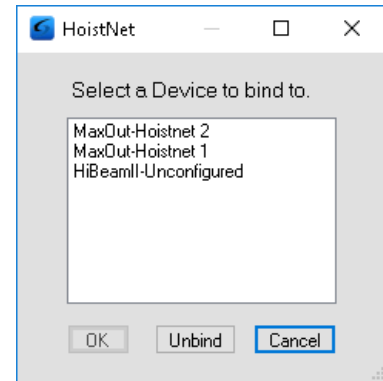 HoistNet
Select a Device to bind to.
MaxOut-Hoistnet 2
MaxOut-Hoistnet 1
HiBeamII-Unconfigured
OK Unbind Cancel